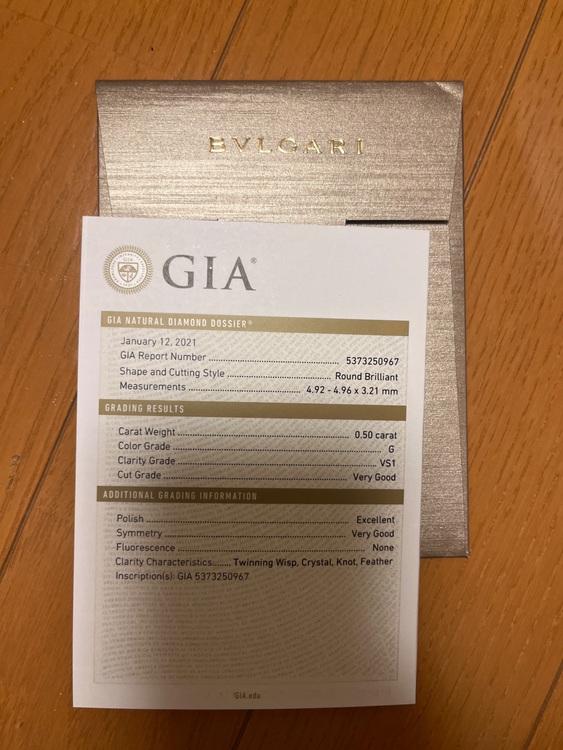 BVLGARI
GIA®
GIA NATURAL DIAMOND DOSSIER®
January 12, 2021
GIA Report Number 5373250967
Shape and Cutting Style Round Brilliant
Measurements 4.92 - 4.96 x 3.21 mm
GRADING RESULTS
Carat Weight 0.50 carat
Color Grade G
Clarity Grade VS1
Cut Grade Very Good
ADDITIONAL GRADING INFORMATION
Polish Excellent
Symmetry Very Good
Fluorescence None
Clarity Characteristics Twinning Wisp, Crystal, Knot, Feather
Inscription(s): GIA 5373250967
GIA.edu